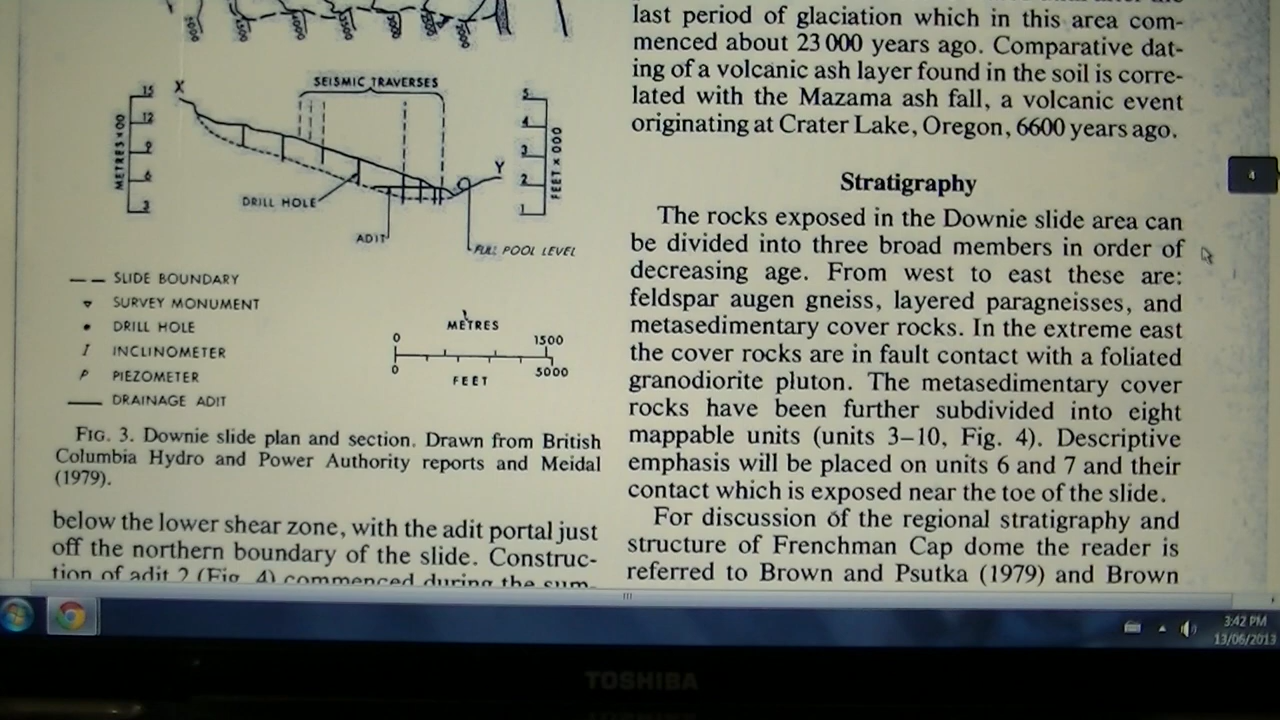 SEISMIC TRAVERSES
15
X
5
12
4
METRES x 00
9
3
FEET x 000
6
Y
2
3
DRILL HOLE
1
ADIT
FULL POOL LEVEL
SLIDE BOUNDARY
SURVEY MONUMENT
DRILL HOLE
I INCLINOMETER
P PIEZOMETER
DRAINAGE ADIT
METRES
0 1500
0 5000
FEET
FIG. 3. Downie slide plan and section. Drawn from British
Columbia Hydro and Power Authority reports and Meidal
(1979).
below the lower shear zone, with the adit portal just
off the northern boundary of the slide. Construc-
tion of adit 2 (Fig. 4) commenced during the sum-
last period of glaciation which in this area com-
menced about 23 000 years ago. Comparative dat-
ing of a volcanic ash layer found in the soil is corre-
lated with the Mazama ash fall, a volcanic event
originating at Crater Lake, Oregon, 6600 years ago.
Stratigraphy
The rocks exposed in the Downie slide area can
be divided into three broad members in order of
decreasing age. From west to east these are:
feldspar augen gneiss, layered paragneisses, and
metasedimentary cover rocks. In the extreme east
the cover rocks are in fault contact with a foliated
granodiorite pluton. The metasedimentary cover
rocks have been further subdivided into eight
mappable units (units 3–10, Fig. 4). Descriptive
emphasis will be placed on units 6 and 7 and their
contact which is exposed near the toe of the slide.
For discussion of the regional stratigraphy and
structure of Frenchman Cap dome the reader is
referred to Brown and Psutka (1979) and Brown
4
3:42 PM
13/06/2013
TOSHIBA